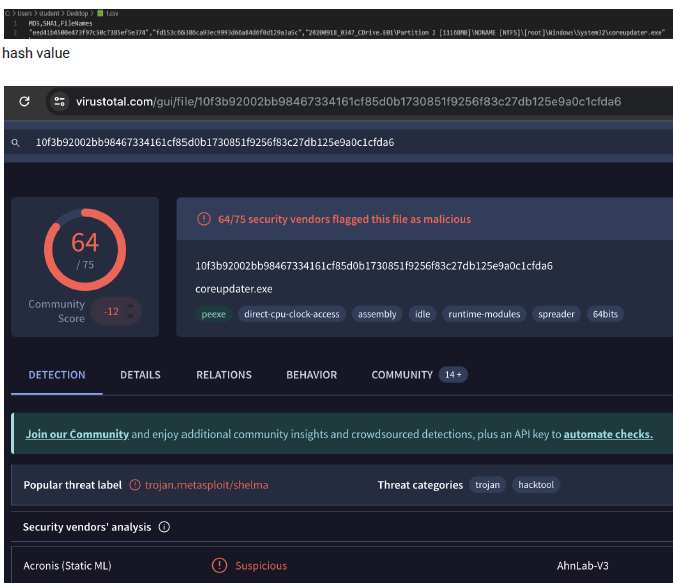 C: > Users > student > Desktop > 1.csv
1 MD5,SHA1,FileNames
2 "eed41b4500e473f97c50c7385ef5e374","fd153c66386ca93ec9993d66a84d6f0d129a3a5c","20200918_0347_CDrive.E01\Partition 2 [11168MB]\NONAME [NTFS]\[root]\Windows\System32\coreupdater.exe"
hash value
virustotal.com/gui/file/10f3b92002bb98467334161cf85d0b1730851f9256f83c27db125e9a0c1cfda6
10f3b92002bb98467334161cf85d0b1730851f9256f83c27db125e9a0c1cfda6
64
/ 75
Community
Score
-12
64/75 security vendors flagged this file as malicious
10f3b92002bb98467334161cf85d0b1730851f9256f83c27db125e9a0c1cfda6
coreupdater.exe
peexe direct-cpu-clock-access assembly idle runtime-modules spreader 64bits
DETECTION DETAILS RELATIONS BEHAVIOR COMMUNITY 14+
Join our Community and enjoy additional community insights and crowdsourced detections, plus an API key to automate checks.
Popular threat label trojan.metasploit/shelma Threat categories trojan hacktool
Security vendors' analysis
Acronis (Static ML) Suspicious AhnLab-V3